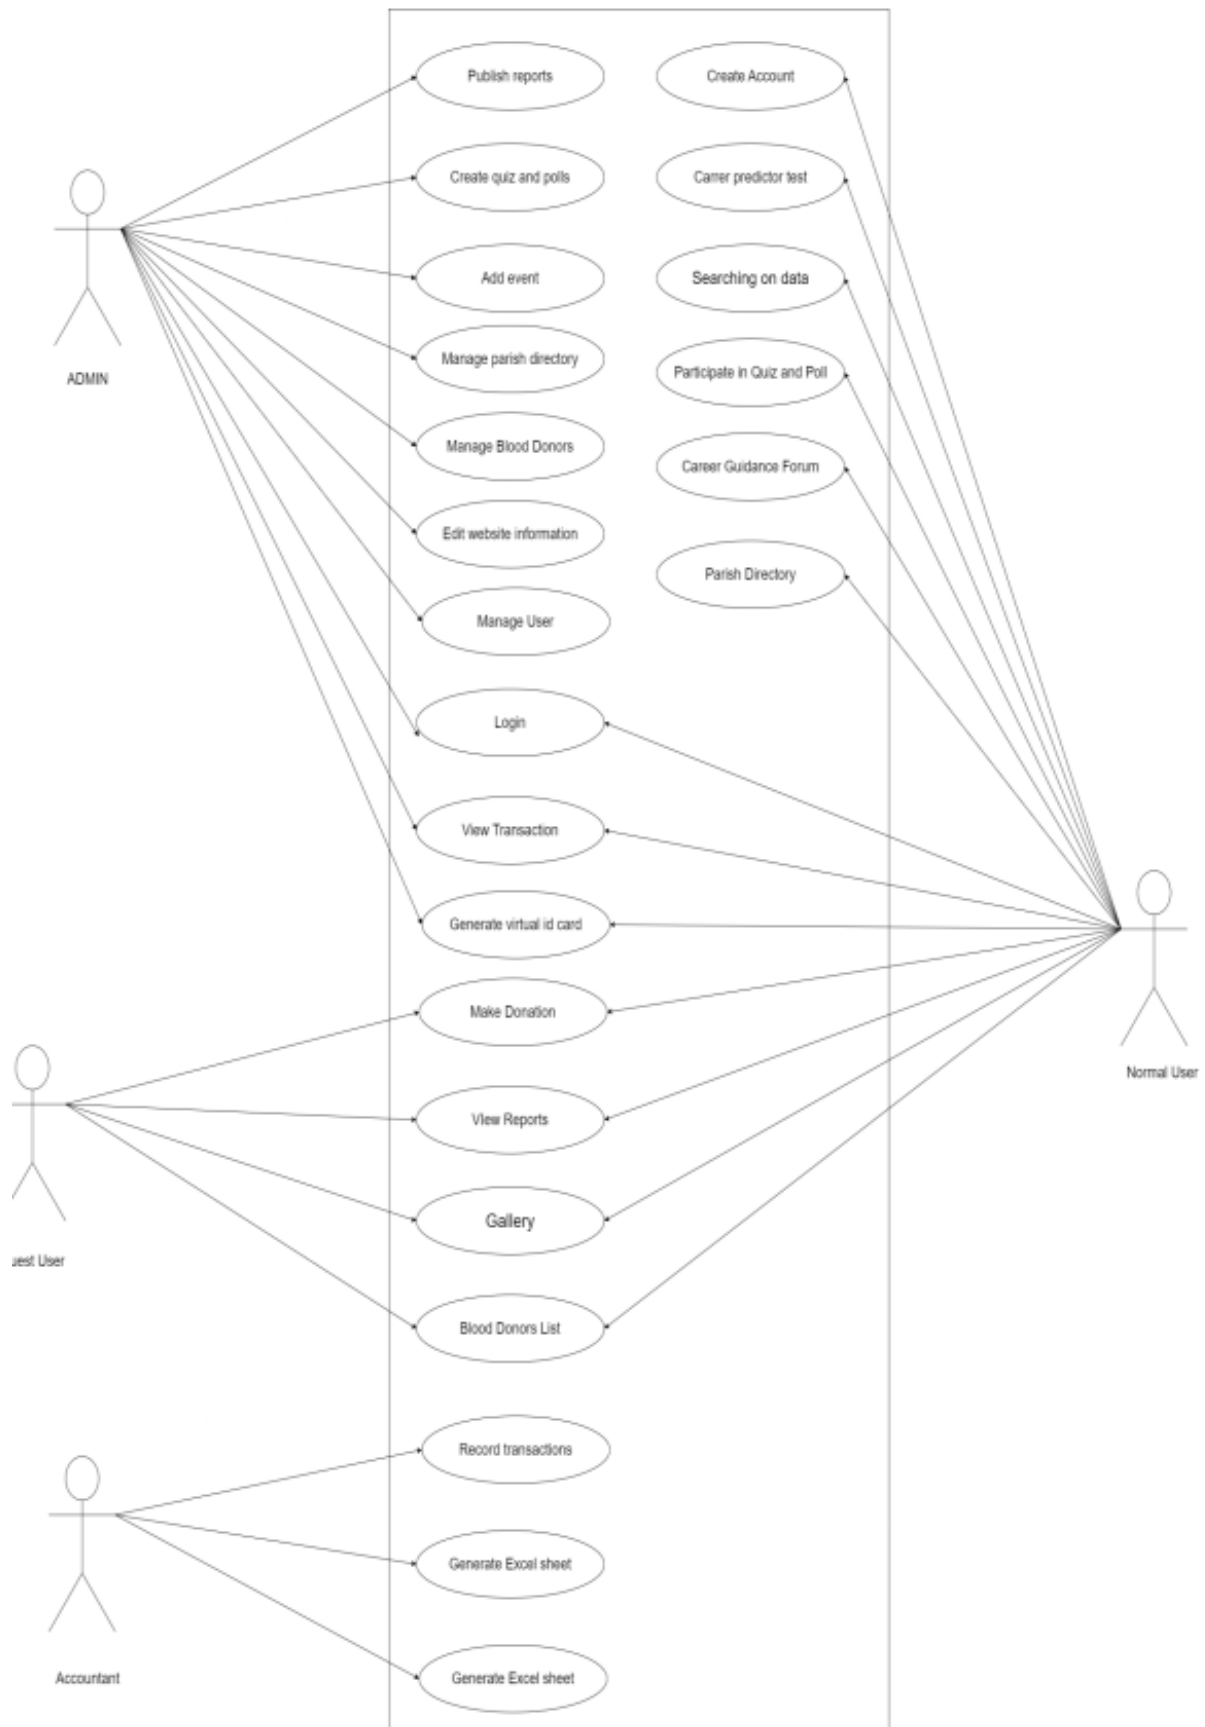 Publish reports
Create Account
Create quiz and polls
Carrer predictor test
Add event
Searching on data
Manage parish directory
Participate in Quiz and Poll
ADMIN
Manage Blood Donors
Career Guidance Forum
Edit website information
Parish Directory
Manage User
Login
View Transaction
Generate virtual id card
Make Donation
Normal User
VIew Reports
Gallery
uest User
Blood Donors List
Record transactions
Generate Excel sheet
Accountant
Generate Excel sheet